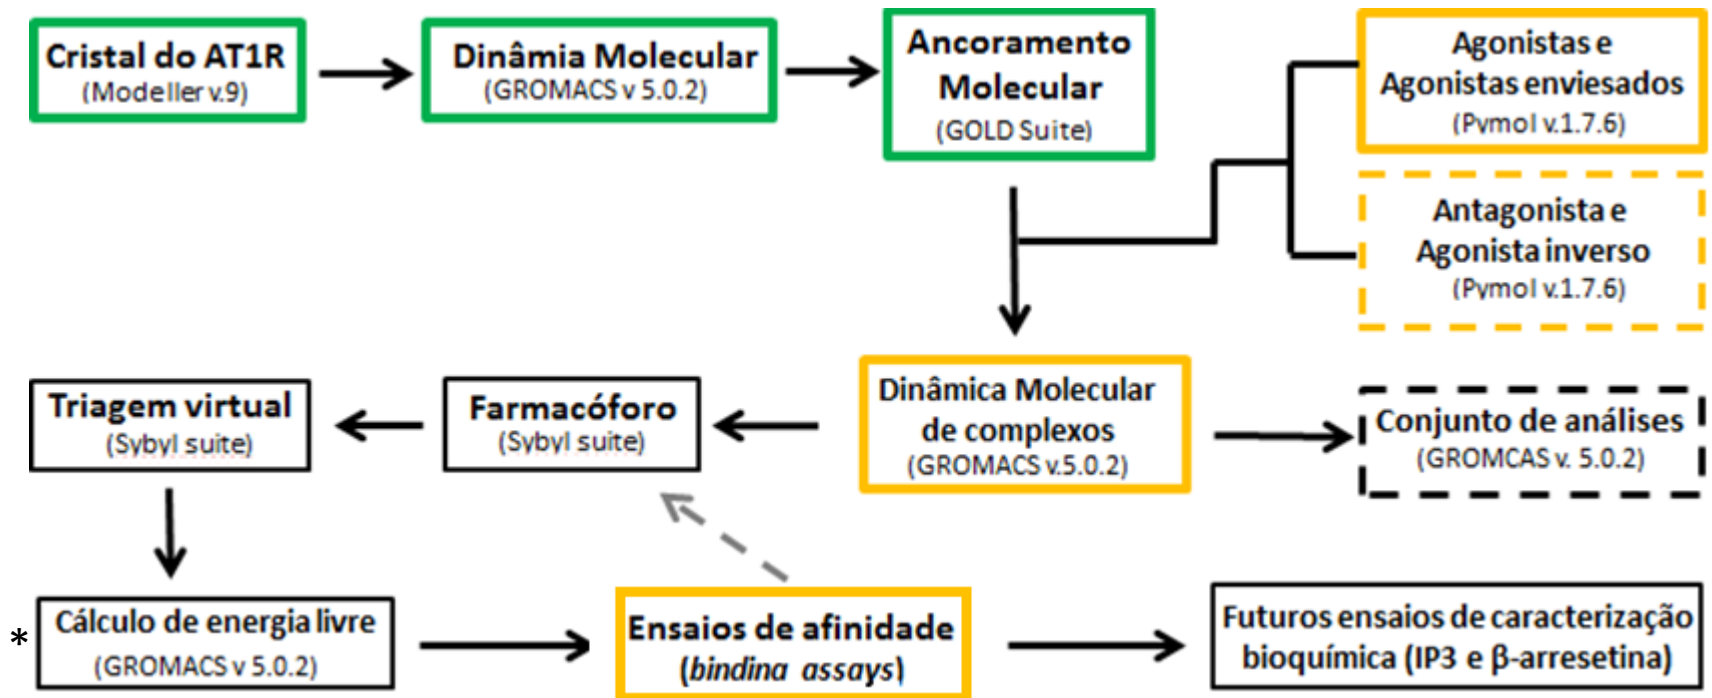 Cristal do AT1R
(Modeller v.9)
Dinâmia Molecular
(GROMACS v 5.0.2)
Ancoramento
Molecular
(GOLD Suite)
Agonistas e
Agonistas enviesados
(Pymol v.1.7.6)
Antagonista e
Agonista inverso
(Pymol v.1.7.6)
Triagem virtual
(Sybyl suite)
Farmacóforo
(Sybyl suite)
Dinâmica Molecular
de complexos
(GROMACS v.5.0.2)
Conjunto de análises
(GROMCAS v. 5.0.2)
* Cálculo de energia livre
(GROMACS v 5.0.2)
Ensaios de afinidade
(binding assays)
Futuros ensaios de caracterização
bioquímica (IP3 e β-arresetina)